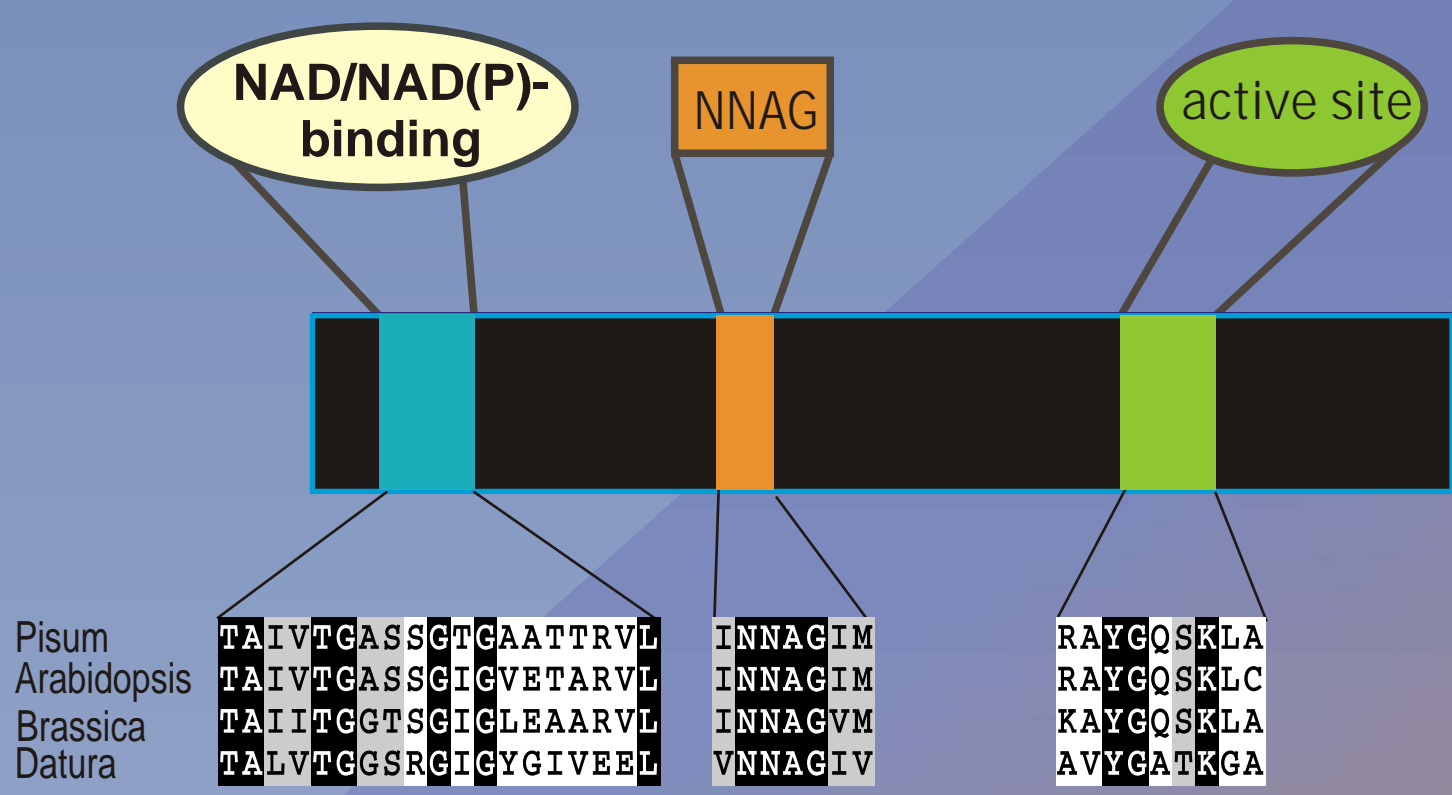 NAD/NAD(P)-
binding
NNAG
active site
Pisum TAIVTGASSGTGAATTRVL INNAGIM RAYGQSKLA
Arabidopsis TAIVTGASSGIGVETARVL INNAGIM RAYGQSKLC
Brassica TAIITGGTSGIGLEAARVL INNAGVM KAYGQSKLA
Datura TALVTGGSRGIGYGIVEEL VNNAGIV AVYGATKGA